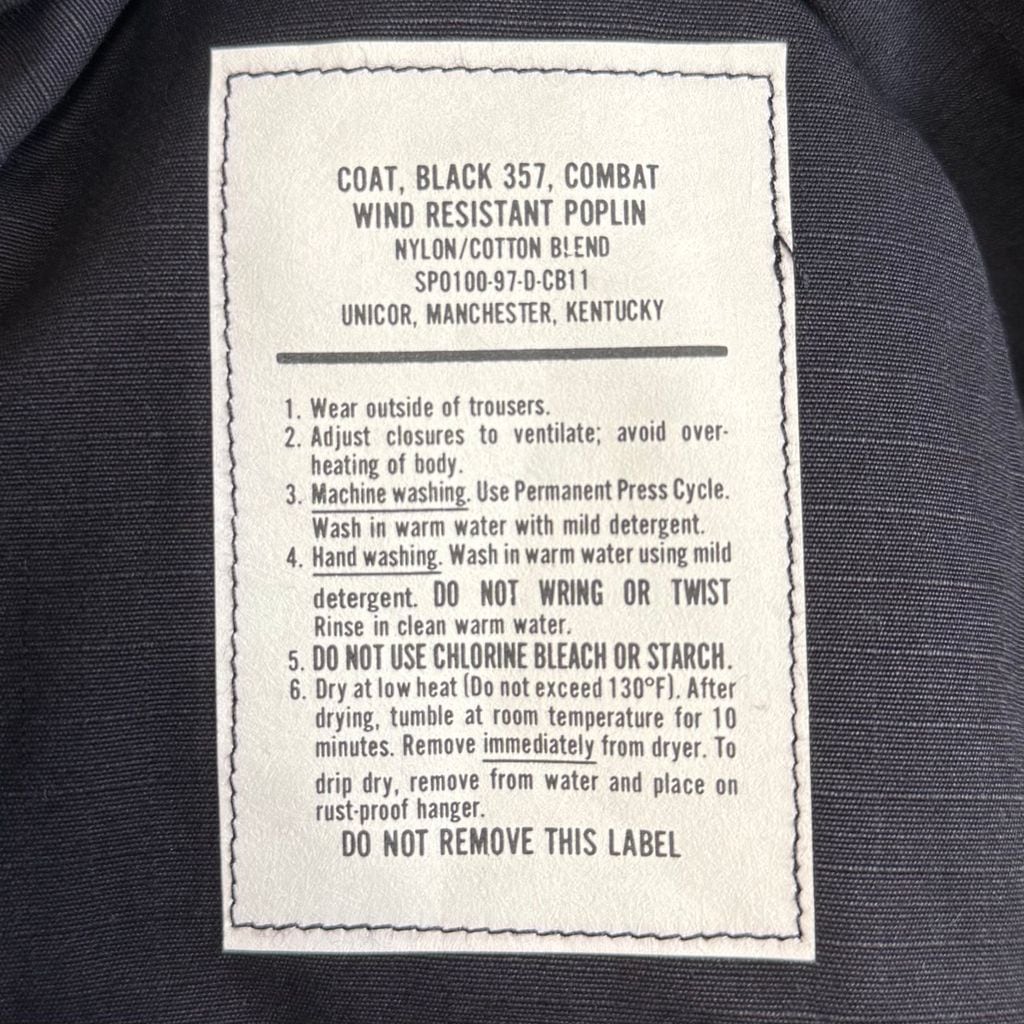 COAT, BLACK 357, COMBAT
WIND RESISTANT POPLIN
NYLON/COTTON BLEND
SPO100-97-D-CB11
UNICOR, MANCHESTER, KENTUCKY
1. Wear outside of trousers.
2. Adjust closures to ventilate; avoid over-
heating of body.
3. Machine washing. Use Permanent Press Cycle.
Wash in warm water with mild detergent.
4. Hand washing. Wash in warm water using mild
detergent. DO NOT WRING OR TWIST
Rinse in clean warm water.
5. DO NOT USE CHLORINE BLEACH OR STARCH.
6. Dry at low heat (Do not exceed 130°F). After
drying, tumble at room temperature for 10
minutes. Remove immediately from dryer. To
drip dry, remove from water and place on
rust-proof hanger.
DO NOT REMOVE THIS LABEL